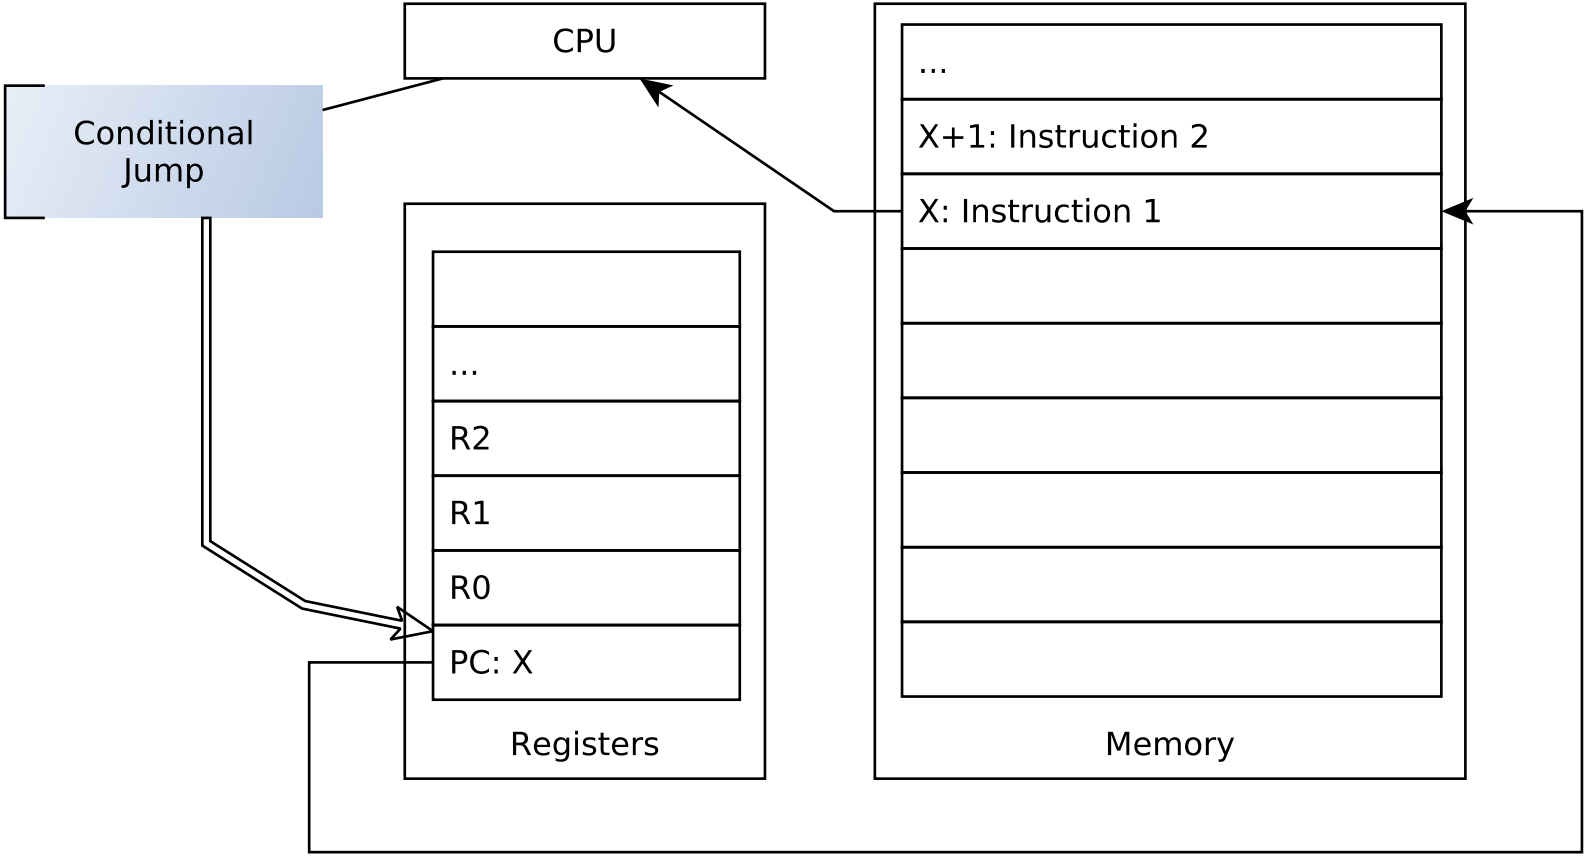 CPU
Conditional
Jump
...
R2
R1
R0
PC: X
Registers
...
X+1: Instruction 2
X: Instruction 1
Memory